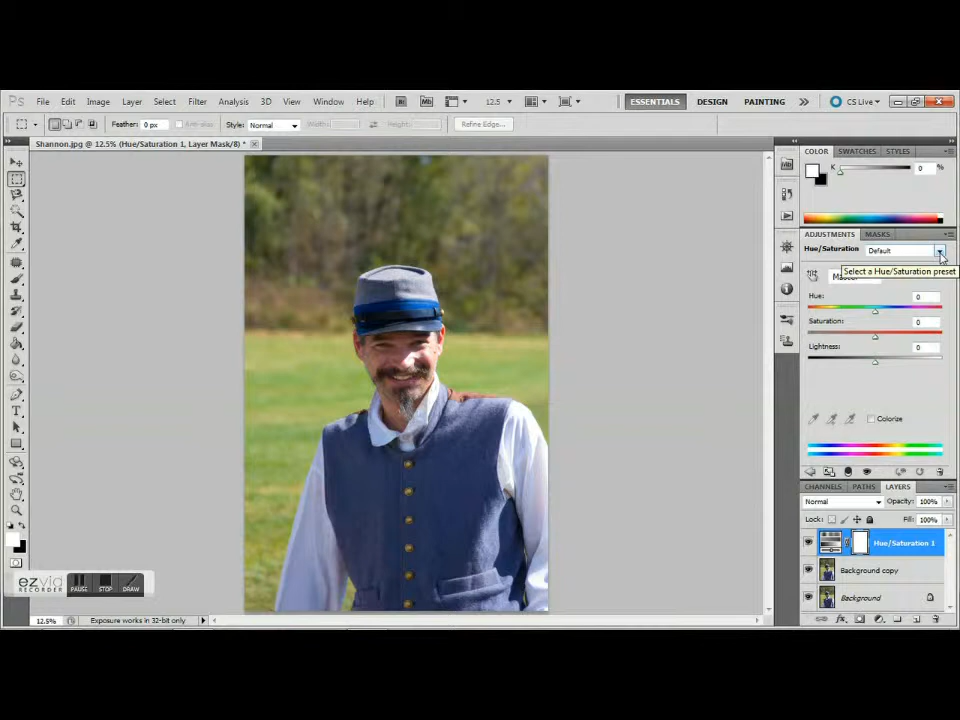 Ps File Edit Image Layer Select Filter Analysis 3D View Window Help Br Mb 12.5 ESSENTIALS DESIGN PAINTING CS Live
Feather: 0 px Anti-alias Style: Normal Width: Height: Refine Edge...
Shannon.jpg @ 12.5% (Hue/Saturation 1, Layer Mask/8) *
COLOR SWATCHES STYLES
K 0 %
ADJUSTMENTS MASKS
Hue/Saturation Default
Select a Hue/Saturation preset
Hue: 0
Saturation: 0
Lightness: 0
Colorize
CHANNELS PATHS LAYERS
Normal Opacity: 100%
Lock: Fill: 100%
Hue/Saturation 1
Background copy
Background
ezvid
RECORDER
PAUSE STOP DRAW
12.5% Exposure works in 32-bit only